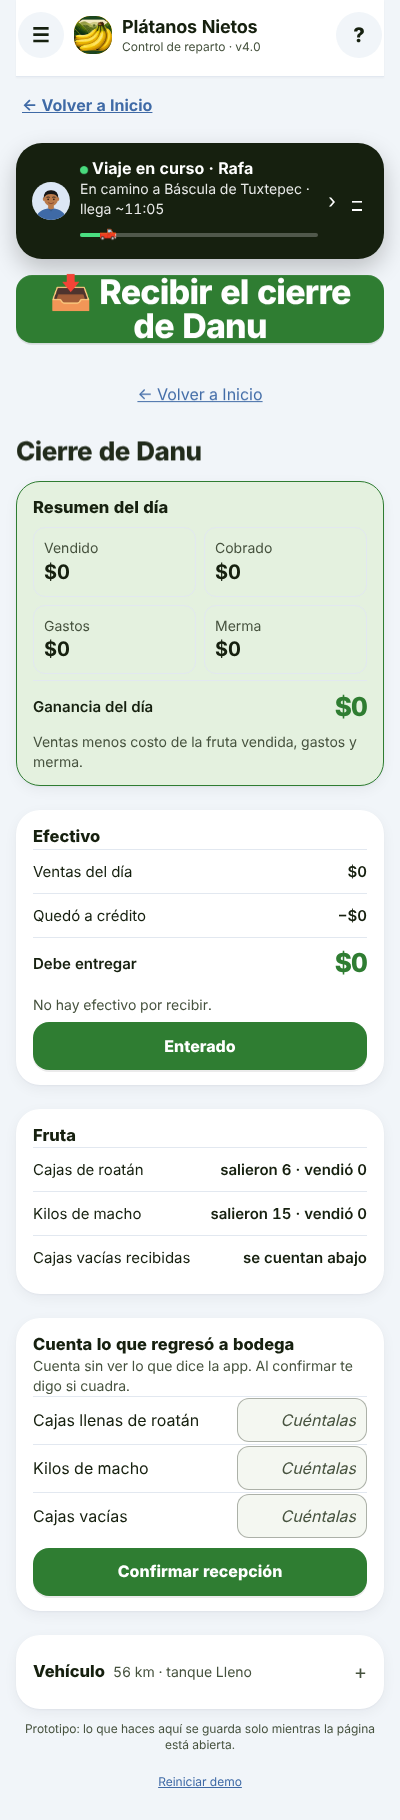 ☰
Plátanos Nietos
Control de reparto · v4.0
?
← Volver a Inicio
Viaje en curso · Rafa
En camino a Báscula de Tuxtepec ·
llega ~11:05
›
📥 Recibir el cierre
de Danu
← Volver a Inicio
Cierre de Danu
Resumen del día
Vendido
$0
Cobrado
$0
Gastos
$0
Merma
$0
Ganancia del día $0
Ventas menos costo de la fruta vendida, gastos y
merma.
Efectivo
Ventas del día $0
Quedó a crédito −$0
Debe entregar $0
No hay efectivo por recibir.
Enterado
Fruta
Cajas de roatán salieron 6 · vendió 0
Kilos de macho salieron 15 · vendió 0
Cajas vacías recibidas se cuentan abajo
Cuenta lo que regresó a bodega
Cuenta sin ver lo que dice la app. Al confirmar te
digo si cuadra.
Cajas llenas de roatán Cuéntalas
Kilos de macho Cuéntalas
Cajas vacías Cuéntalas
Confirmar recepción
Vehículo 56 km · tanque Lleno +
Prototipo: lo que haces aquí se guarda solo mientras la página
está abierta.
Reiniciar demo